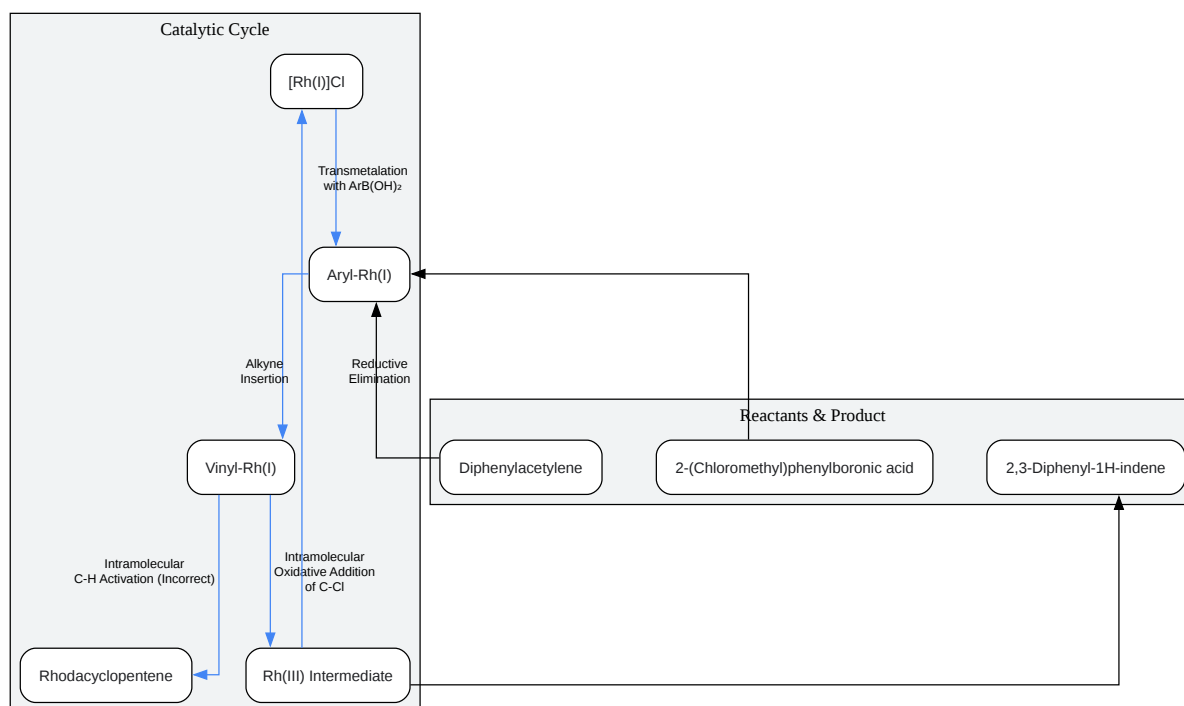 Catalytic Cycle
[Rh(I)]Cl
Transmetalation
with ArB(OH)₂
Aryl-Rh(I)
Alkyne
Insertion
Reductive
Elimination
Reactants & Product
Vinyl-Rh(I)
Diphenylacetylene
2-(Chloromethyl)phenylboronic acid
2,3-Diphenyl-1H-indene
Intramolecular
C-H Activation (Incorrect)
Intramolecular
Oxidative Addition
of C-Cl
Rhodacyclopentene
Rh(III) Intermediate